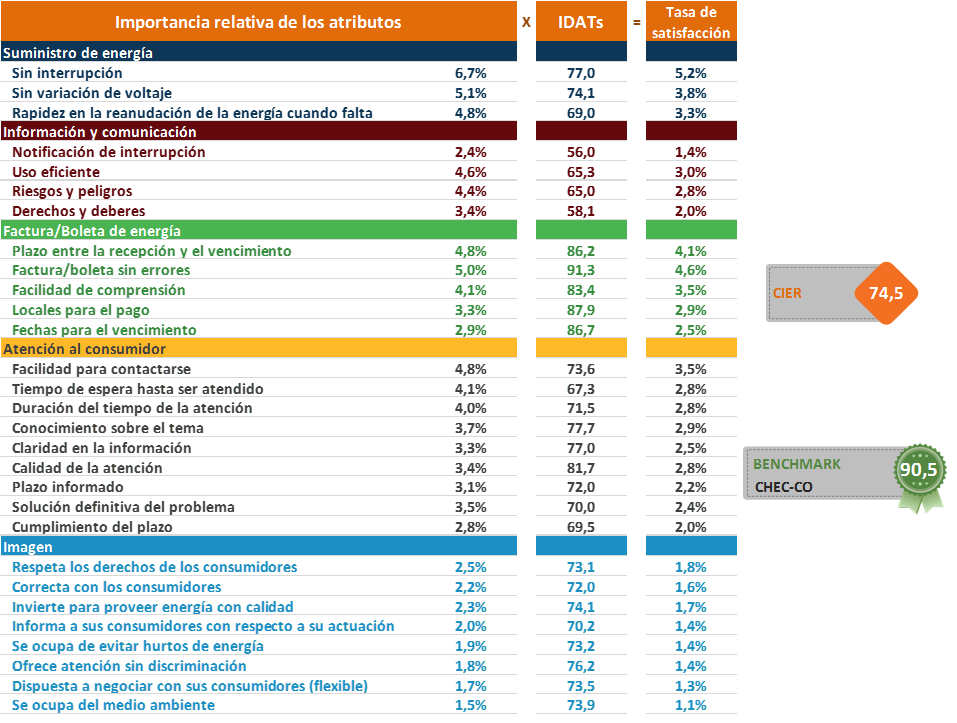 Importancia relativa de los atributos X IDATs = Tasa de satisfacción
Suministro de energía
Sin interrupción 6,7% 77,0 5,2%
Sin variación de voltaje 5,1% 74,1 3,8%
Rapidez en la reanudación de la energía cuando falta 4,8% 69,0 3,3%
Información y comunicación
Notificación de interrupción 2,4% 56,0 1,4%
Uso eficiente 4,6% 65,3 3,0%
Riesgos y peligros 4,4% 65,0 2,8%
Derechos y deberes 3,4% 58,1 2,0%
Factura/Boleta de energía
Plazo entre la recepción y el vencimiento 4,8% 86,2 4,1%
Factura/boleta sin errores 5,0% 91,3 4,6%
Facilidad de comprensión 4,1% 83,4 3,5%
Locales para el pago 3,3% 87,9 2,9%
Fechas para el vencimiento 2,9% 86,7 2,5%
CIER 74,5
Atención al consumidor
Facilidad para contactarse 4,8% 73,6 3,5%
Tiempo de espera hasta ser atendido 4,1% 67,3 2,8%
Duración del tiempo de la atención 4,0% 71,5 2,8%
Conocimiento sobre el tema 3,7% 77,7 2,9%
Claridad en la información 3,3% 77,0 2,5%
Calidad de la atención 3,4% 81,7 2,8%
Plazo informado 3,1% 72,0 2,2%
Solución definitiva del problema 3,5% 70,0 2,4%
Cumplimiento del plazo 2,8% 69,5 2,0%
BENCHMARK 90,5
CHEC-CO
Imagen
Respeta los derechos de los consumidores 2,5% 73,1 1,8%
Correcta con los consumidores 2,2% 72,0 1,6%
Invierte para proveer energía con calidad 2,3% 74,1 1,7%
Informa a sus consumidores con respecto a su actuación 2,0% 70,2 1,4%
Se ocupa de evitar hurtos de energía 1,9% 73,2 1,4%
Ofrece atención sin discriminación 1,8% 76,2 1,4%
Dispuesta a negociar con sus consumidores (flexible) 1,7% 73,5 1,3%
Se ocupa del medio ambiente 1,5% 73,9 1,1%